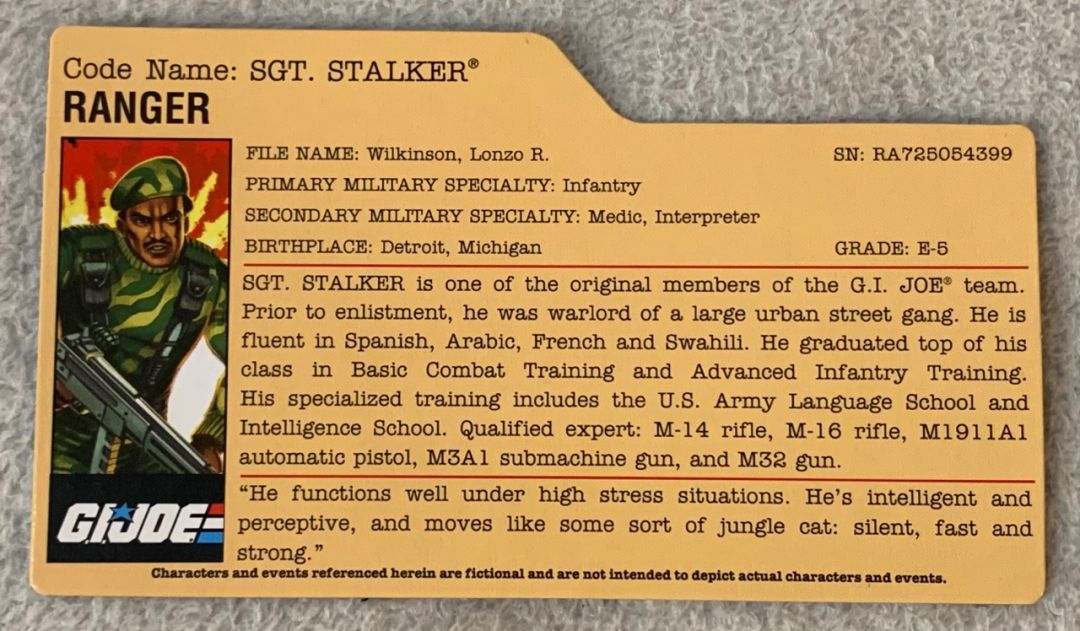 Code Name: SGT. STALKER®
RANGER
FILE NAME: Wilkinson, Lonzo R. SN: RA725054399
PRIMARY MILITARY SPECIALTY: Infantry
SECONDARY MILITARY SPECIALTY: Medic, Interpreter
BIRTHPLACE: Detroit, Michigan GRADE: E-5
SGT. STALKER is one of the original members of the G.I. JOE® team.
Prior to enlistment, he was warlord of a large urban street gang. He is
fluent in Spanish, Arabic, French and Swahili. He graduated top of his
class in Basic Combat Training and Advanced Infantry Training.
His specialized training includes the U.S. Army Language School and
Intelligence School. Qualified expert: M-14 rifle, M-16 rifle, M1911A1
automatic pistol, M3A1 submachine gun, and M32 gun.
“He functions well under high stress situations. He’s intelligent and
perceptive, and moves like some sort of jungle cat: silent, fast and
strong.”
G.I. JOE
Characters and events referenced herein are fictional and are not intended to depict actual characters and events.